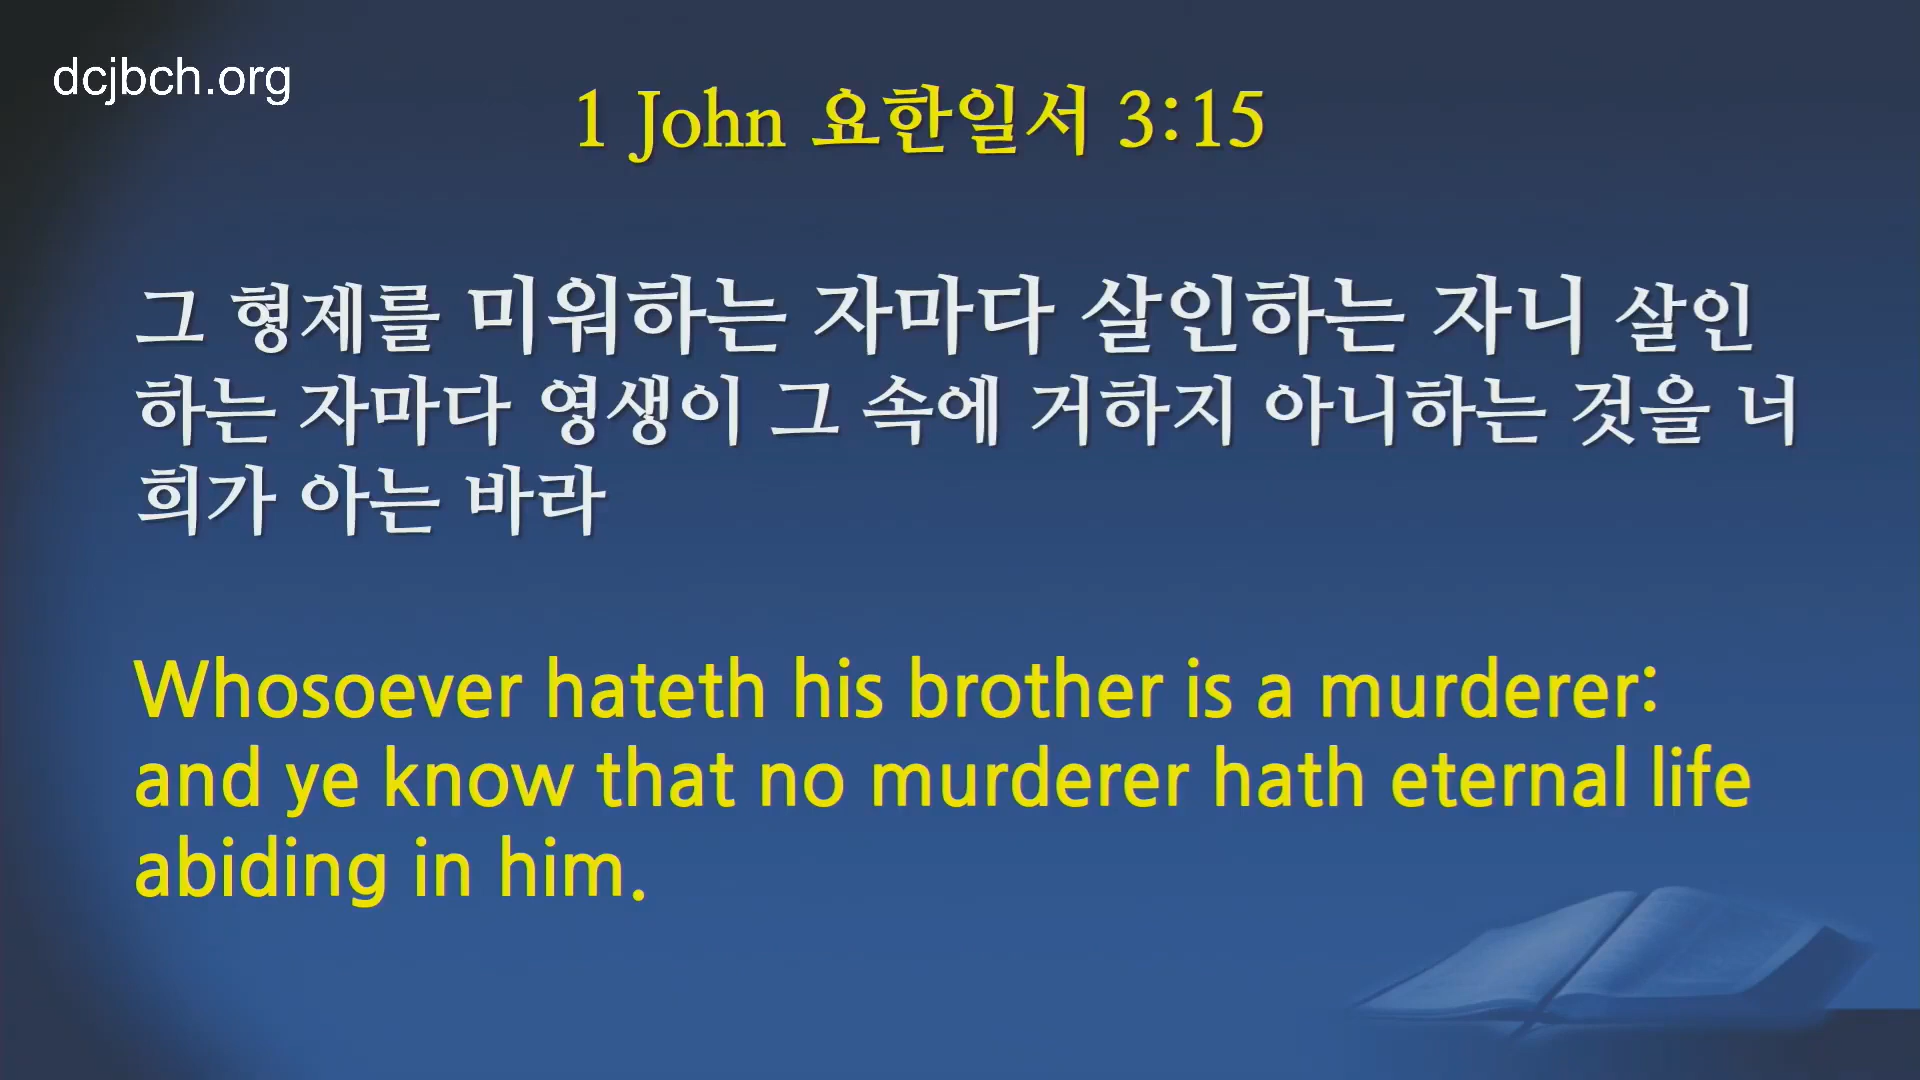 dcjbch.org
1 John 요한일서 3:15
그 형제를 미워하는 자마다 살인하는 자니 살인
하는 자마다 영생이 그 속에 거하지 아니하는 것을 너
희가 아는 바라
Whosoever hateth his brother is a murderer:
and ye know that no murderer hath eternal life
abiding in him.